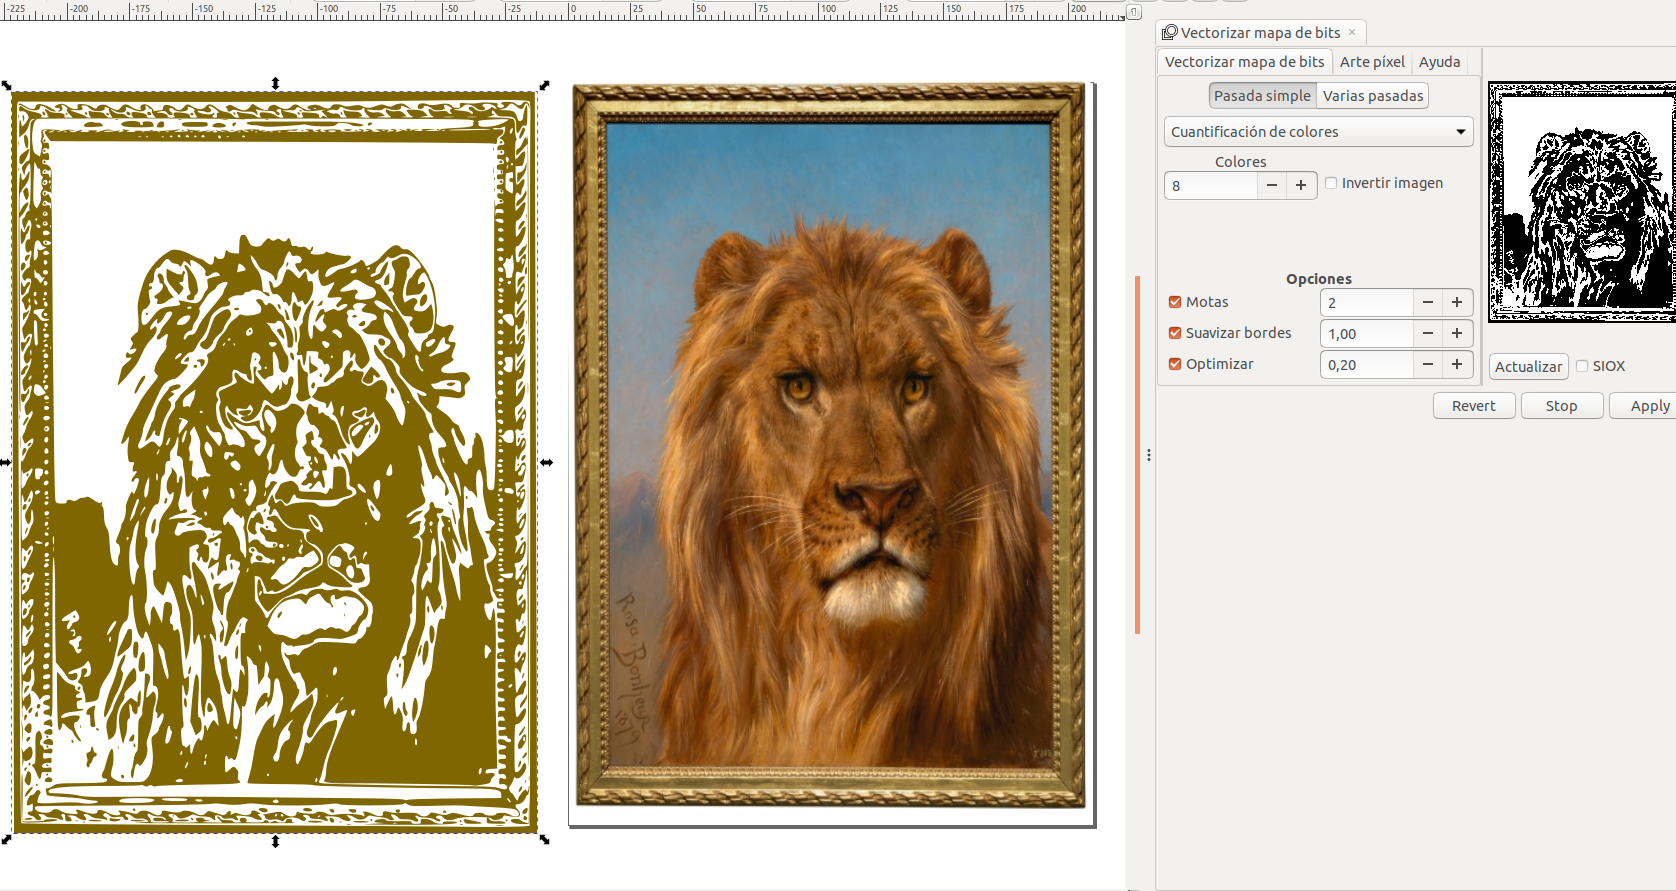 -225 -200 -175 -150 -125 -100 -75 -50 -25 0 25 50 75 100 125 150 175 200
Vectorizar mapa de bits ×
Vectorizar mapa de bits Arte píxel Ayuda
Pasada simple Varias pasadas
Cuantificación de colores
Colores
8 − + Invertir imagen
Opciones
Motas 2 − +
Suavizar bordes 1,00 − +
Optimizar 0,20 − +
Actualizar SIOX
Revert Stop Apply
Rosa Bonheur
1879